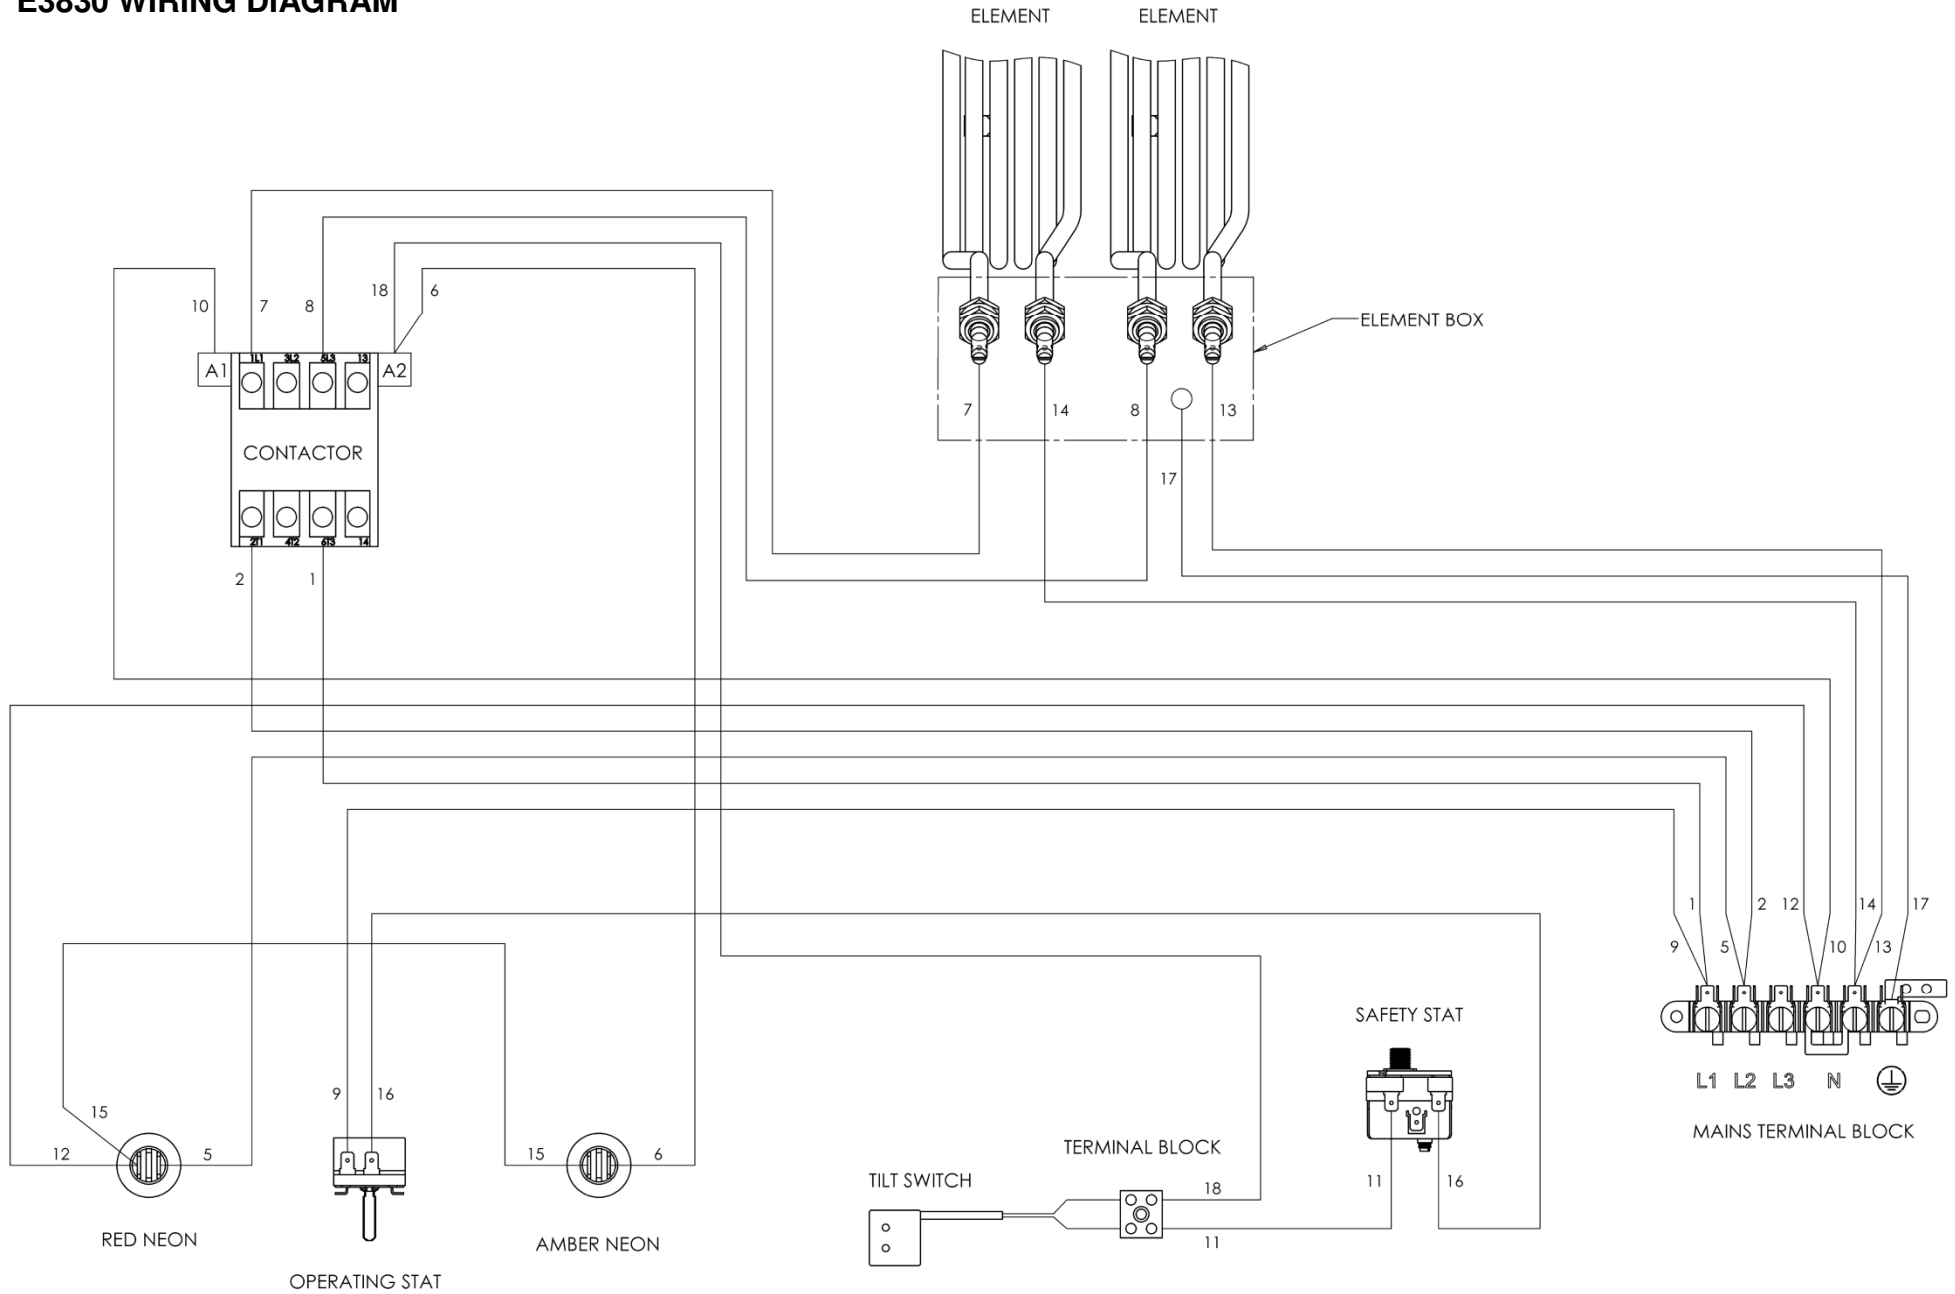 E3830 WIRING DIAGRAM
ELEMENT ELEMENT
10 7 8 18 6
1L1 3L2 5L3 13
A1 A2
ELEMENT BOX
7 14 8 13
CONTACTOR
17
2T1 4T2 6T3 14
2 1
1 2 12 14 17
9 5 10 13
SAFETY STAT
L1 L2 L3 N
9 16
15
MAINS TERMINAL BLOCK
TERMINAL BLOCK
12 5 15 6
TILT SWITCH
11 16
18
11
RED NEON
AMBER NEON
OPERATING STAT